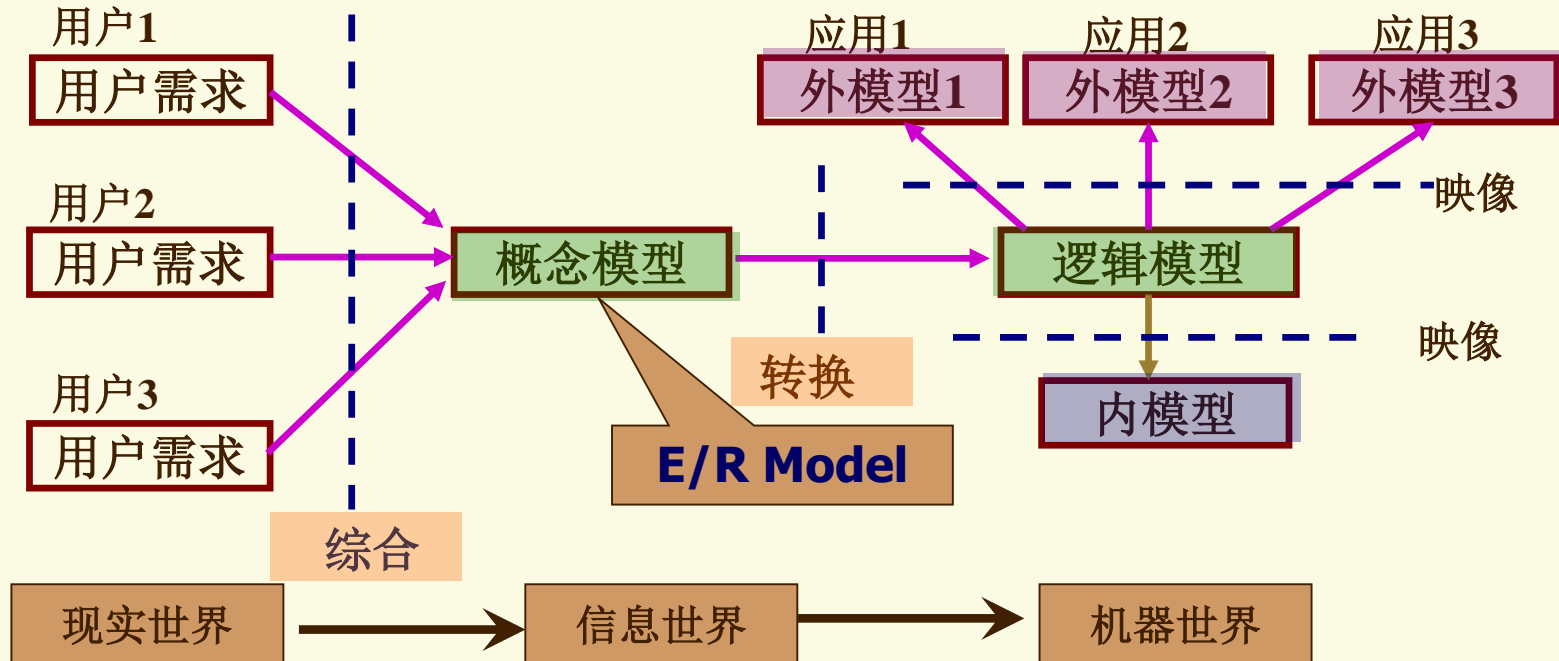 用户1
用户需求
用户2
用户需求
用户3
用户需求
综合
概念模型
E/R Model
转换
应用1
外模型1
应用2
外模型2
应用3
外模型3
映像
逻辑模型
映像
内模型
现实世界
信息世界
机器世界